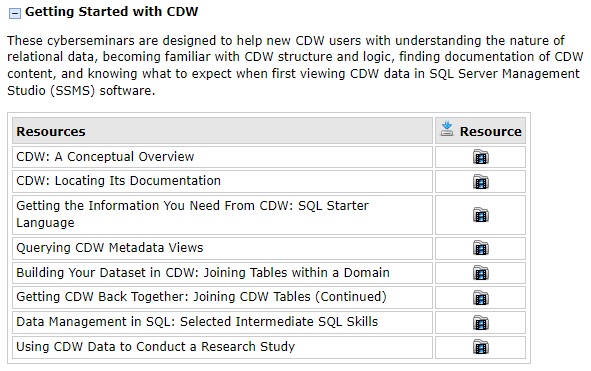 Getting Started with CDW
These cyberseminars are designed to help new CDW users with understanding the nature of
relational data, becoming familiar with CDW structure and logic, finding documentation of CDW
content, and knowing what to expect when first viewing CDW data in SQL Server Management
Studio (SSMS) software.
Resources Resource
CDW: A Conceptual Overview
CDW: Locating Its Documentation
Getting the Information You Need From CDW: SQL Starter
Language
Querying CDW Metadata Views
Building Your Dataset in CDW: Joining Tables within a Domain
Getting CDW Back Together: Joining CDW Tables (Continued)
Data Management in SQL: Selected Intermediate SQL Skills
Using CDW Data to Conduct a Research Study